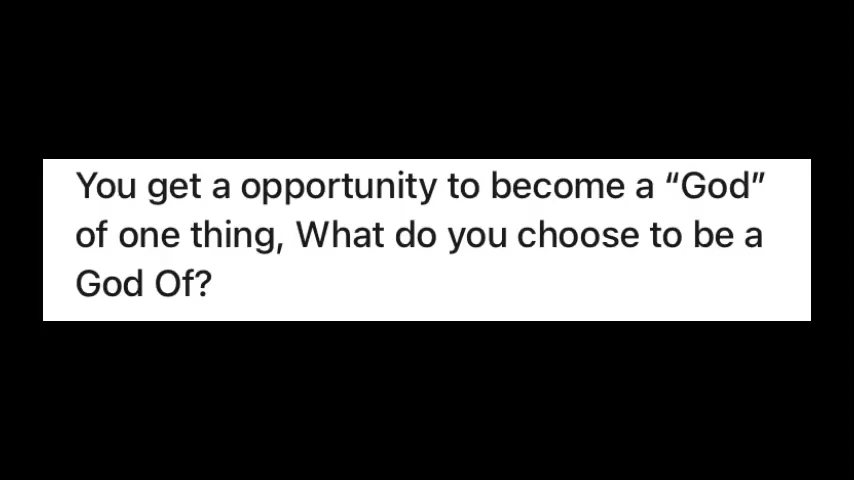 You get a opportunity to become a “God”
of one thing, What do you choose to be a
God Of?